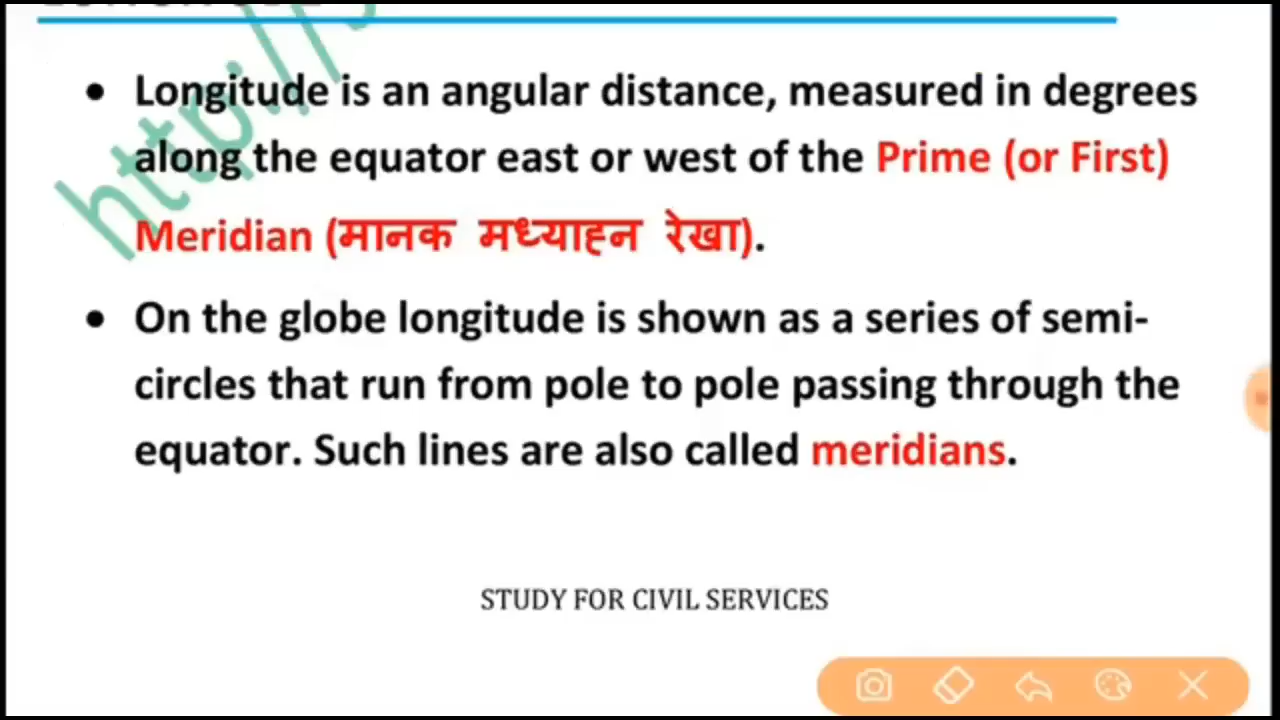 • Longitude is an angular distance, measured in degrees
along the equator east or west of the Prime (or First)
Meridian (मानक मध्याह्न रेखा).
• On the globe longitude is shown as a series of semi-
circles that run from pole to pole passing through the
equator. Such lines are also called meridians.
STUDY FOR CIVIL SERVICES
http://